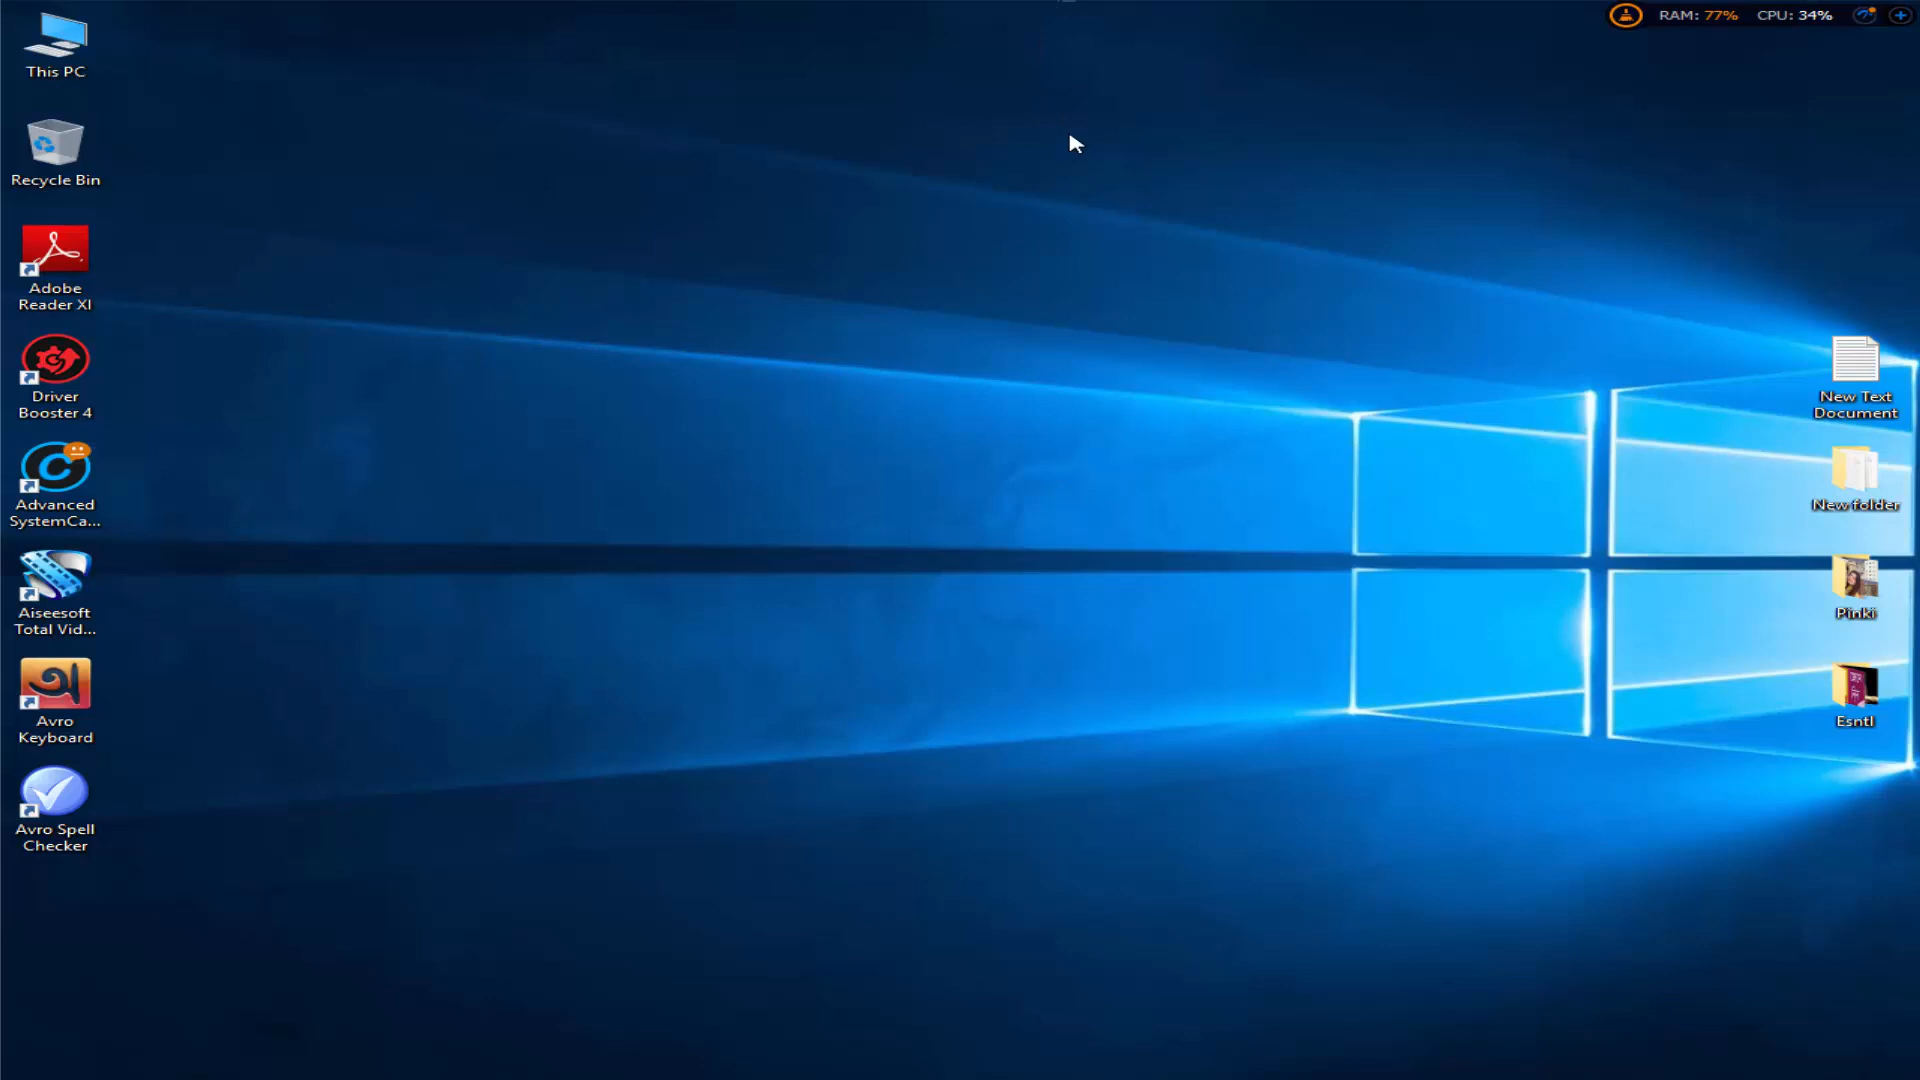 RAM: 77% CPU: 34%
This PC
Recycle Bin
Adobe
Reader XI
Driver
Booster 4
Advanced
SystemCa...
Aiseesoft
Total Vid...
অ
Avro
Keyboard
Avro Spell
Checker
New Text
Document
New folder
Pinki
Esntl